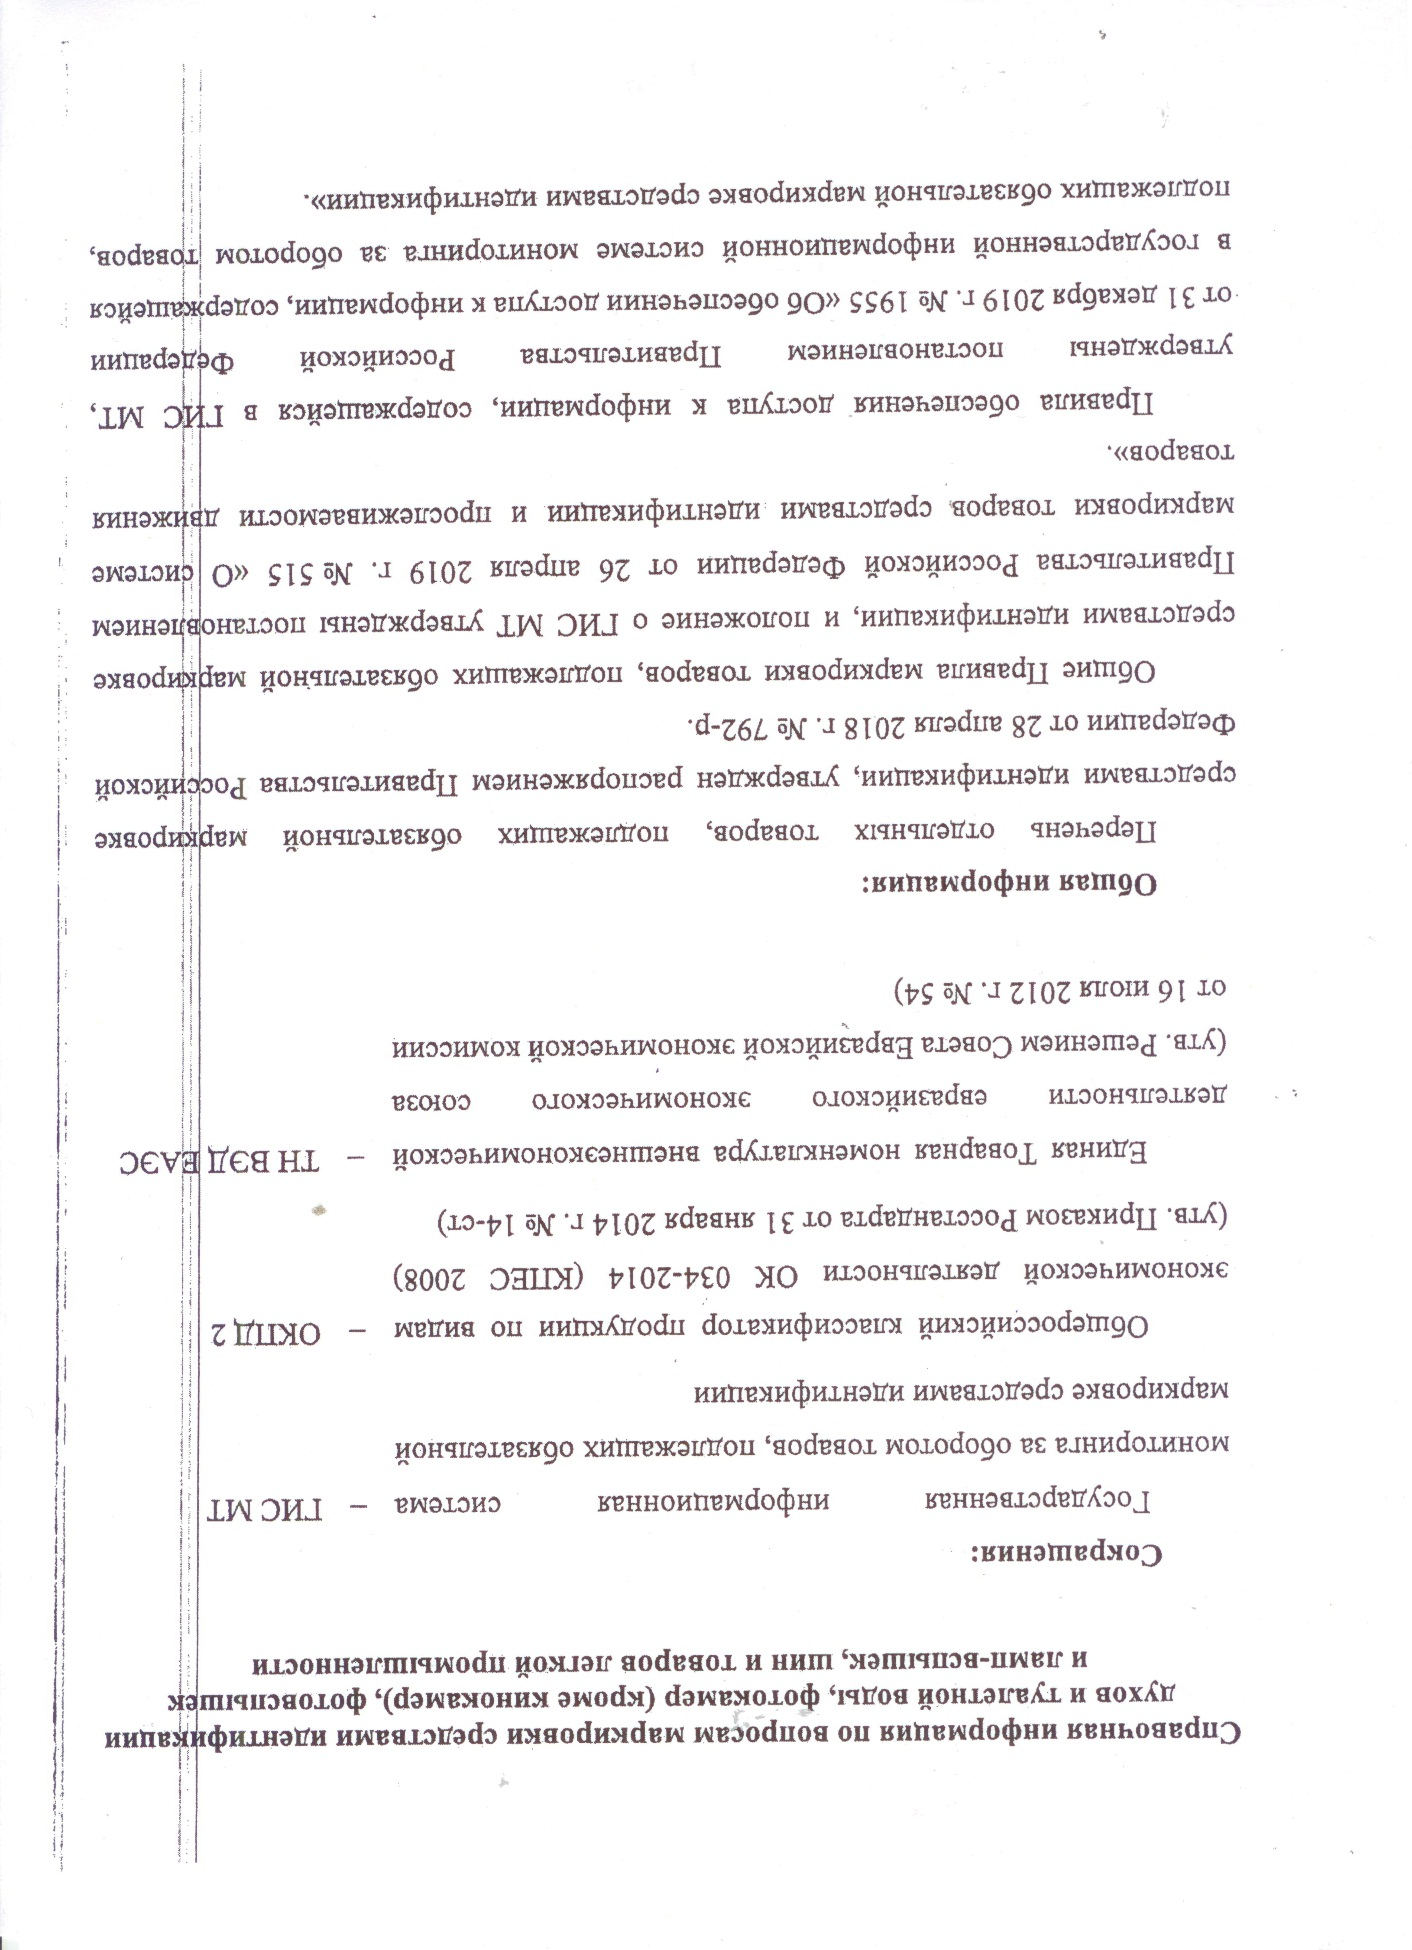 Справочная информация по вопросам маркировки средствами идентификации
духов и туалетной воды, фотокамер (кроме кинокамер), фотовспышек
и ламп-вспышек, шин и товаров легкой промышленности
Сокращения:
ГИС МТ – Государственная информационная система
мониторинга за оборотом товаров, подлежащих обязательной
маркировке средствами идентификации
ОКПД 2 – Общероссийский классификатор продукции по видам
экономической деятельности ОК 034-2014 (КПЕС 2008)
(утв. Приказом Росстандарта от 31 января 2014 г. № 14-ст)
ТН ВЭД ЕАЭС – Единая Товарная номенклатура внешнеэкономической
деятельности евразийского экономического союза
(утв. Решением Совета Евразийской экономической комиссии
от 16 июля 2012 г. № 54)
Общая информация:
Перечень отдельных товаров, подлежащих обязательной маркировке
средствами идентификации, утвержден распоряжением Правительства Российской
Федерации от 28 апреля 2018 г. № 792-р.
Общие Правила маркировки товаров, подлежащих обязательной маркировке
средствами идентификации, и положение о ГИС МТ утверждены постановлением
Правительства Российской Федерации от 26 апреля 2019 г. № 515 «О системе
маркировки товаров средствами идентификации и прослеживаемости движения
товаров».
Правила обеспечения доступа к информации, содержащейся в ГИС МТ,
утверждены постановлением Правительства Российской Федерации
от 31 декабря 2019 г. № 1955 «Об обеспечении доступа к информации, содержащейся
в государственной информационной системе мониторинга за оборотом товаров,
подлежащих обязательной маркировке средствами идентификации».